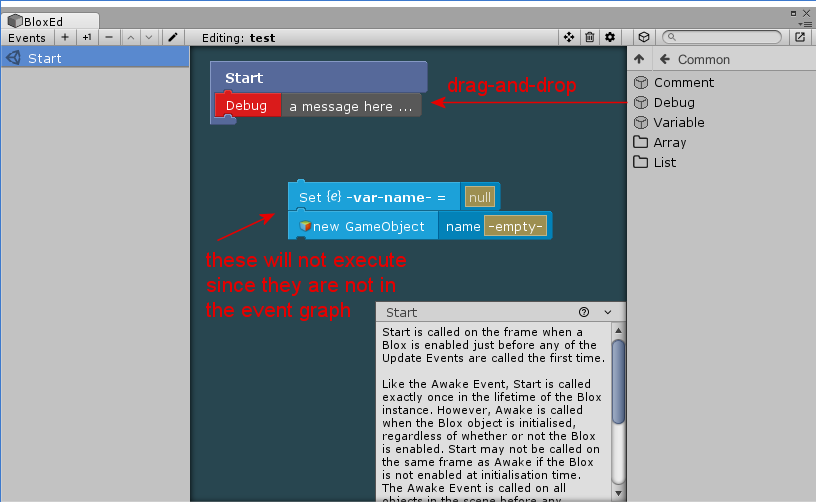 BloxEd
Events + +1 −
Editing: test
Start
Start
Debug a message here ...
drag-and-drop
Common
Comment
Debug
Variable
Array
List
Set {e} -var-name- = null
new GameObject name -empty-
these will not execute
since they are not in
the event graph
Start
Start is called on the frame when a
Blox is enabled just before any of the
Update Events are called the first time.
Like the Awake Event, Start is called
exactly once in the lifetime of the Blox
instance. However, Awake is called
when the Blox object is initialised,
regardless of whether or not the Blox
is enabled. Start may not be called on
the same frame as Awake if the Blox
is not enabled at initialisation time.
The Awake Event is called on all
objects in the scene before any